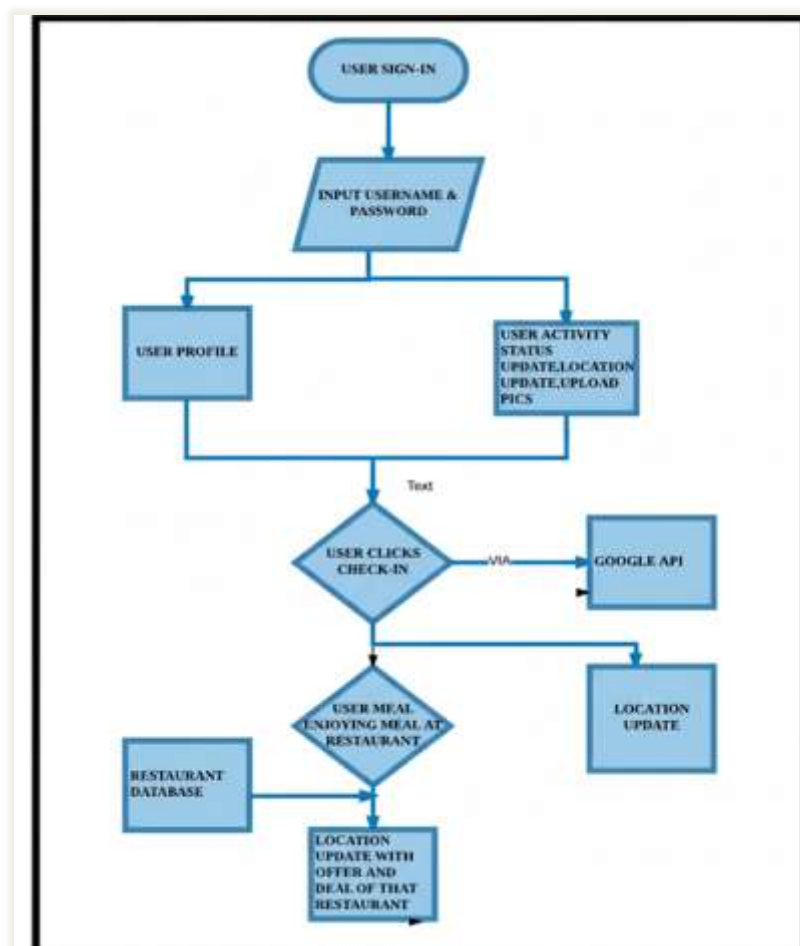 USER SIGN-IN
INPUT USERNAME &
PASSWORD
USER PROFILE
USER ACTIVITY
STATUS
UPDATE,LOCATION
UPDATE,UPLOAD
PICS
Text
USER CLICKS
CHECK-IN
VIA
GOOGLE API
USER MEAL
ENJOYING MEAL AT
RESTAURANT
LOCATION
UPDATE
RESTAURANT
DATABASE
LOCATION
UPDATE WITH
OFFER AND
DEAL OF THAT
RESTAURANT